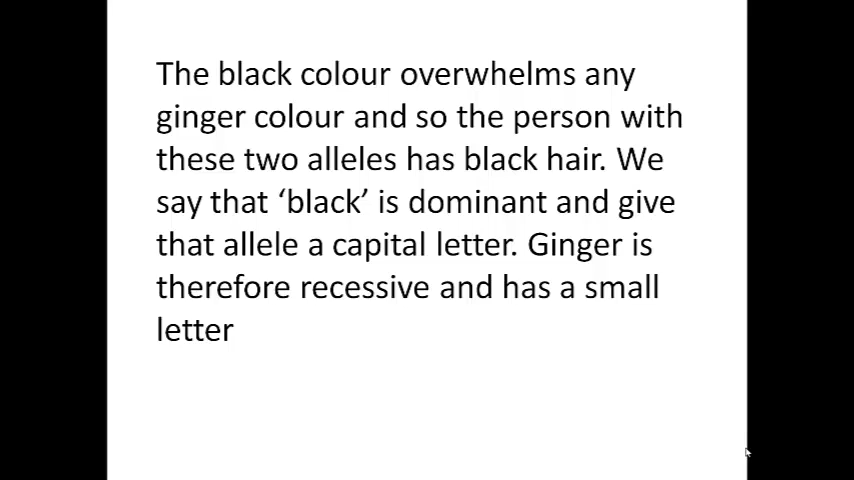 The black colour overwhelms any
ginger colour and so the person with
these two alleles has black hair. We
say that ‘black’ is dominant and give
that allele a capital letter. Ginger is
therefore recessive and has a small
letter